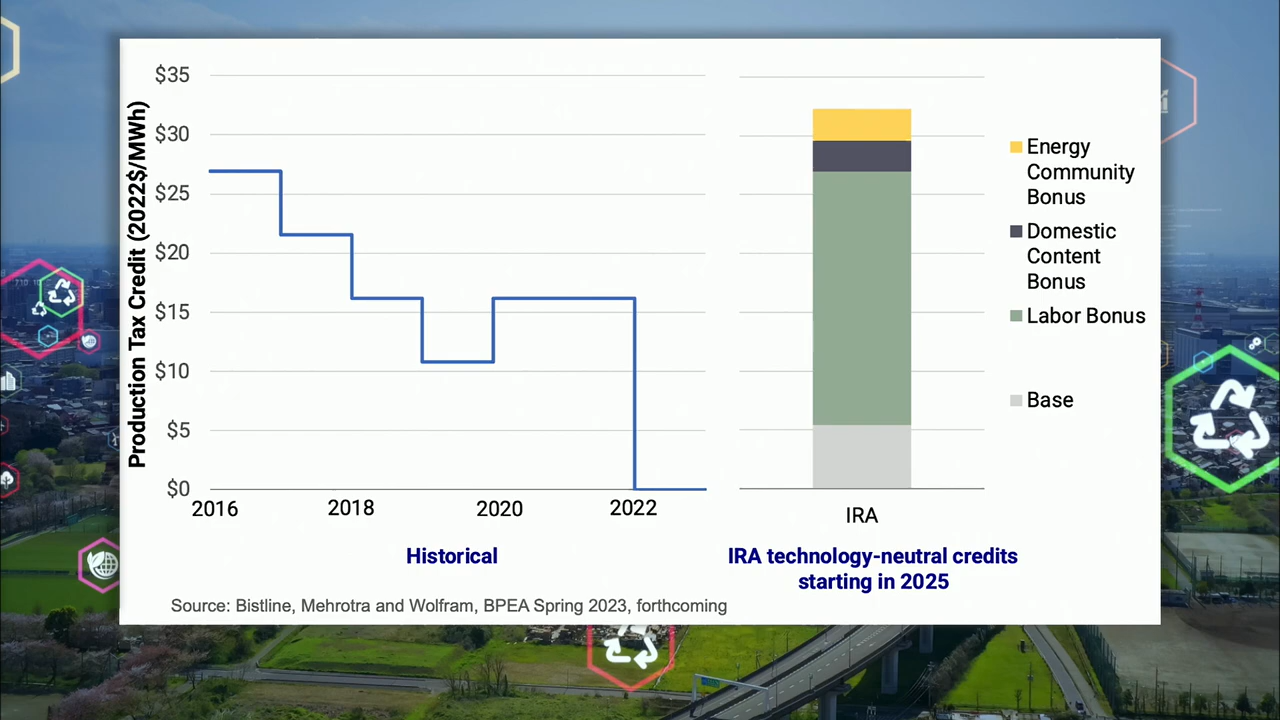 Production Tax Credit (2022$/MWh)
$35
$30
$25
$20
$15
$10
$5
$0
2016 2018 2020 2022
Historical
IRA
IRA technology-neutral credits
starting in 2025
Energy
Community
Bonus
Domestic
Content
Bonus
Labor Bonus
Base
Source: Bistline, Mehrotra and Wolfram, BPEA Spring 2023, forthcoming